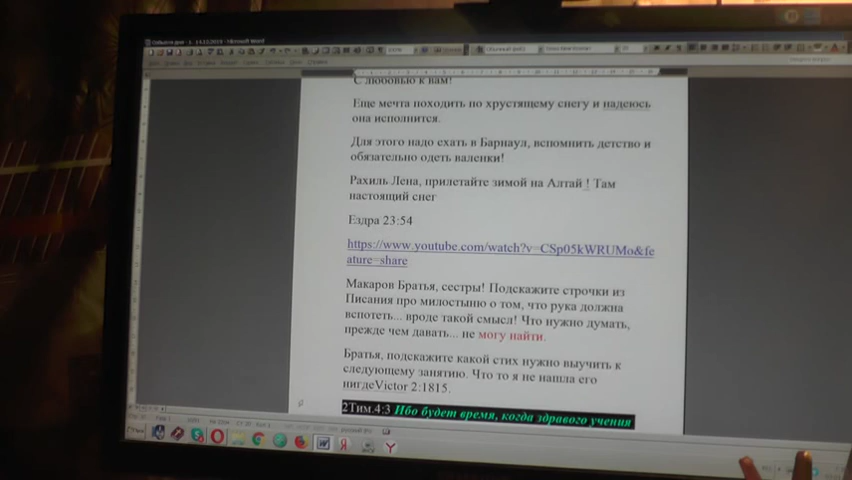 С любовью к вам!
Еще мечта походить по хрустящему снегу и надеюсь
она исполнится.
Для этого надо ехать в Барнаул, вспомнить детство и
обязательно одеть валенки!
Рахиль Лена, прилетайте зимой на Алтай ! Там
настоящий снег
Ездра 23:54
https://www.youtube.com/watch?v=CSp05kWRUMo&fe
ature=share
Макаров Братья, сестры! Подскажите строчки из
Писания про милостыню о том, что рука должна
вспотеть... вроде такой смысл! Что нужно думать,
прежде чем давать... не могу найти.
Братья, подскажите какой стих нужно выучить к
следующему занятию. Что то я не нашла его
нигдеVictor 2:1815.
2Тим.4:3 Ибо будет время, когда здравого учения